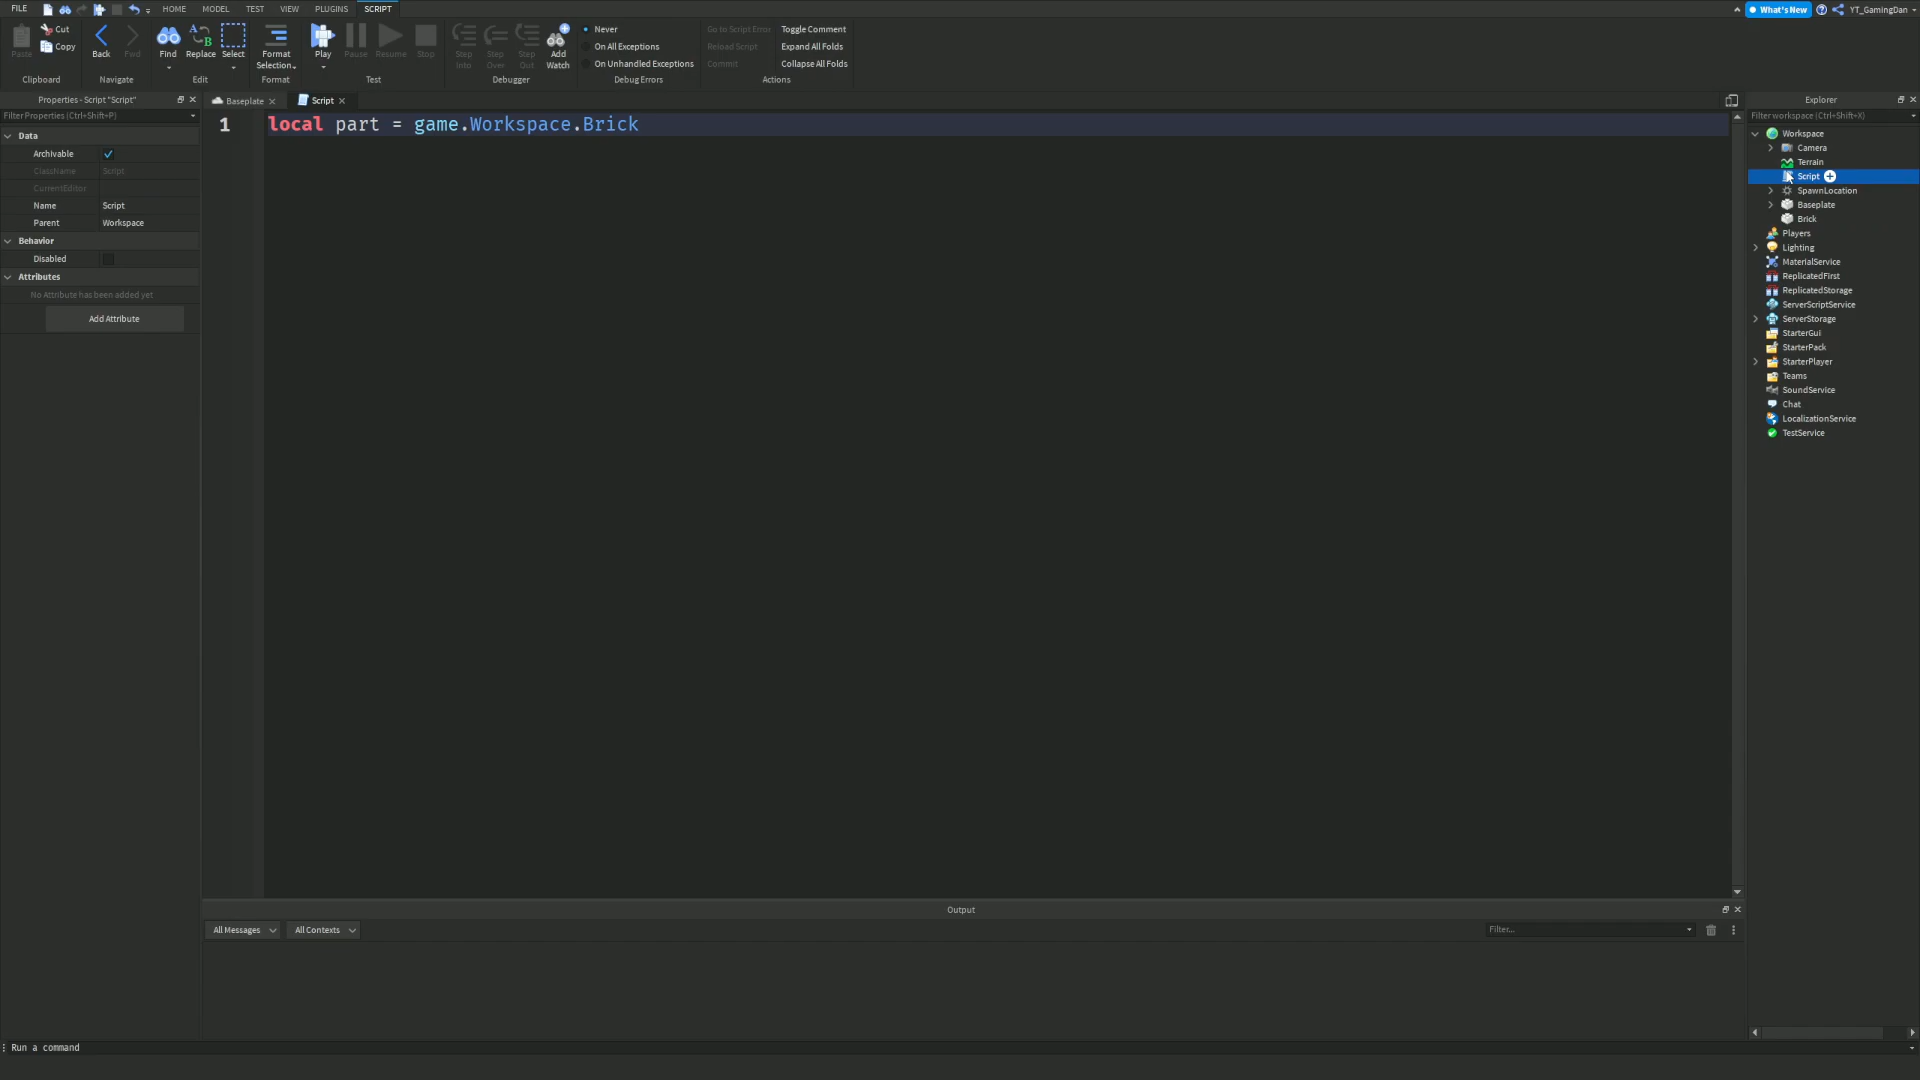 FILE HOME MODEL TEST VIEW PLUGINS SCRIPT What's New YT_GamingDan
Paste Cut Copy Clipboard
Back Fwd Navigate
Find Replace Select Edit
Format Selection Format
Play Pause Resume Stop Test
Step Into Step Over Step Out Add Watch Debugger
Never
On All Exceptions
On Unhandled Exceptions
Debug Errors
Go to Script Error Toggle Comment
Reload Script Expand All Folds
Commit Collapse All Folds
Actions
Properties - Script "Script"
Filter Properties (Ctrl+Shift+P)
Data
Archivable
ClassName Script
CurrentEditor
Name Script
Parent Workspace
Behavior
Disabled
Attributes
No Attribute has been added yet
Add Attribute
Baseplate Script
1 local part = game.Workspace.Brick
Output
All Messages All Contexts Filter...
Explorer
Filter workspace (Ctrl+Shift+X)
Workspace
Camera
Terrain
Script
SpawnLocation
Baseplate
Brick
Players
Lighting
MaterialService
ReplicatedFirst
ReplicatedStorage
ServerScriptService
ServerStorage
StarterGui
StarterPack
StarterPlayer
Teams
SoundService
Chat
LocalizationService
TestService
Run a command